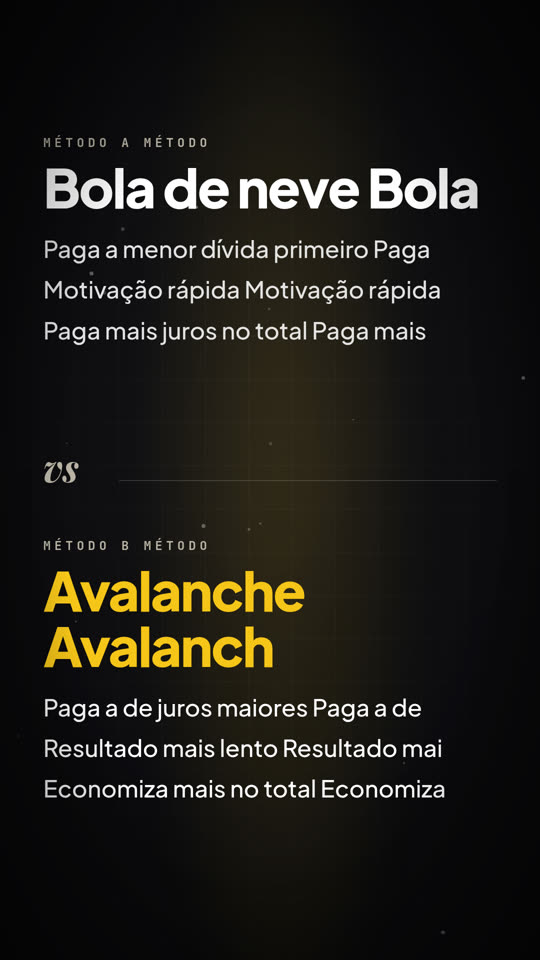 MÉTODO A MÉTODO
Bola de neve Bola
Paga a menor dívida primeiro Paga
Motivação rápida Motivação rápida
Paga mais juros no total Paga mais
vs
MÉTODO B MÉTODO
Avalanche
Avalanch
Paga a de juros maiores Paga a de
Resultado mais lento Resultado mai
Economiza mais no total Economiza